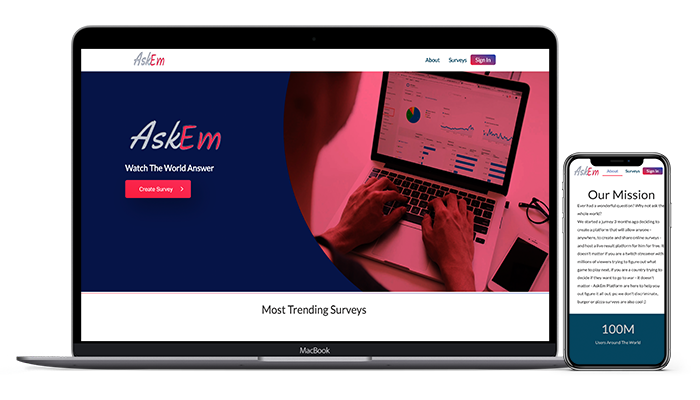 AskEm
About Surveys Sign In
AskEm
Watch The World Answer
Create Survey
Most Trending Surveys
MacBook
AskEm About Surveys Sign In
Our Mission
Ever had a wonderful question? Why not ask the
whole world?
We started a jurney 3 months ago deciding to
create a platform that will allow anyone -
anywhere, to create and share online surveys -
and host a live result platform for him for free. It
doesn't matter if you are a twitch streamer with
millions of answers trying to figure out what
game to play next, if you are a country trying to
decide if they want to go to war - it doesn't
matter - AskEm Platform are here to help you
out figure it all out. ps: we don't discriminate,
burger or pizza surveys are also cool :)
100M
Users Around The World